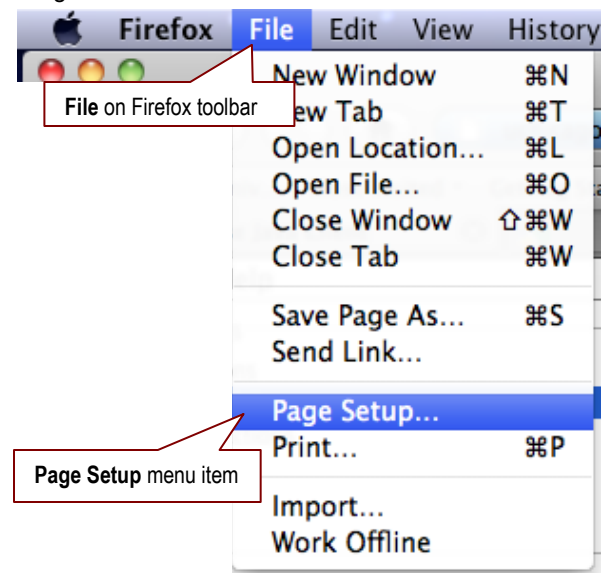 Firefox File Edit View History
New Window ⌘N
File on Firefox toolbar
New Tab ⌘T
Open Location... ⌘L
Open File... ⌘O
Close Window ⇧⌘W
Close Tab ⌘W
Save Page As... ⌘S
Send Link...
Page Setup...
Print... ⌘P
Page Setup menu item
Import...
Work Offline